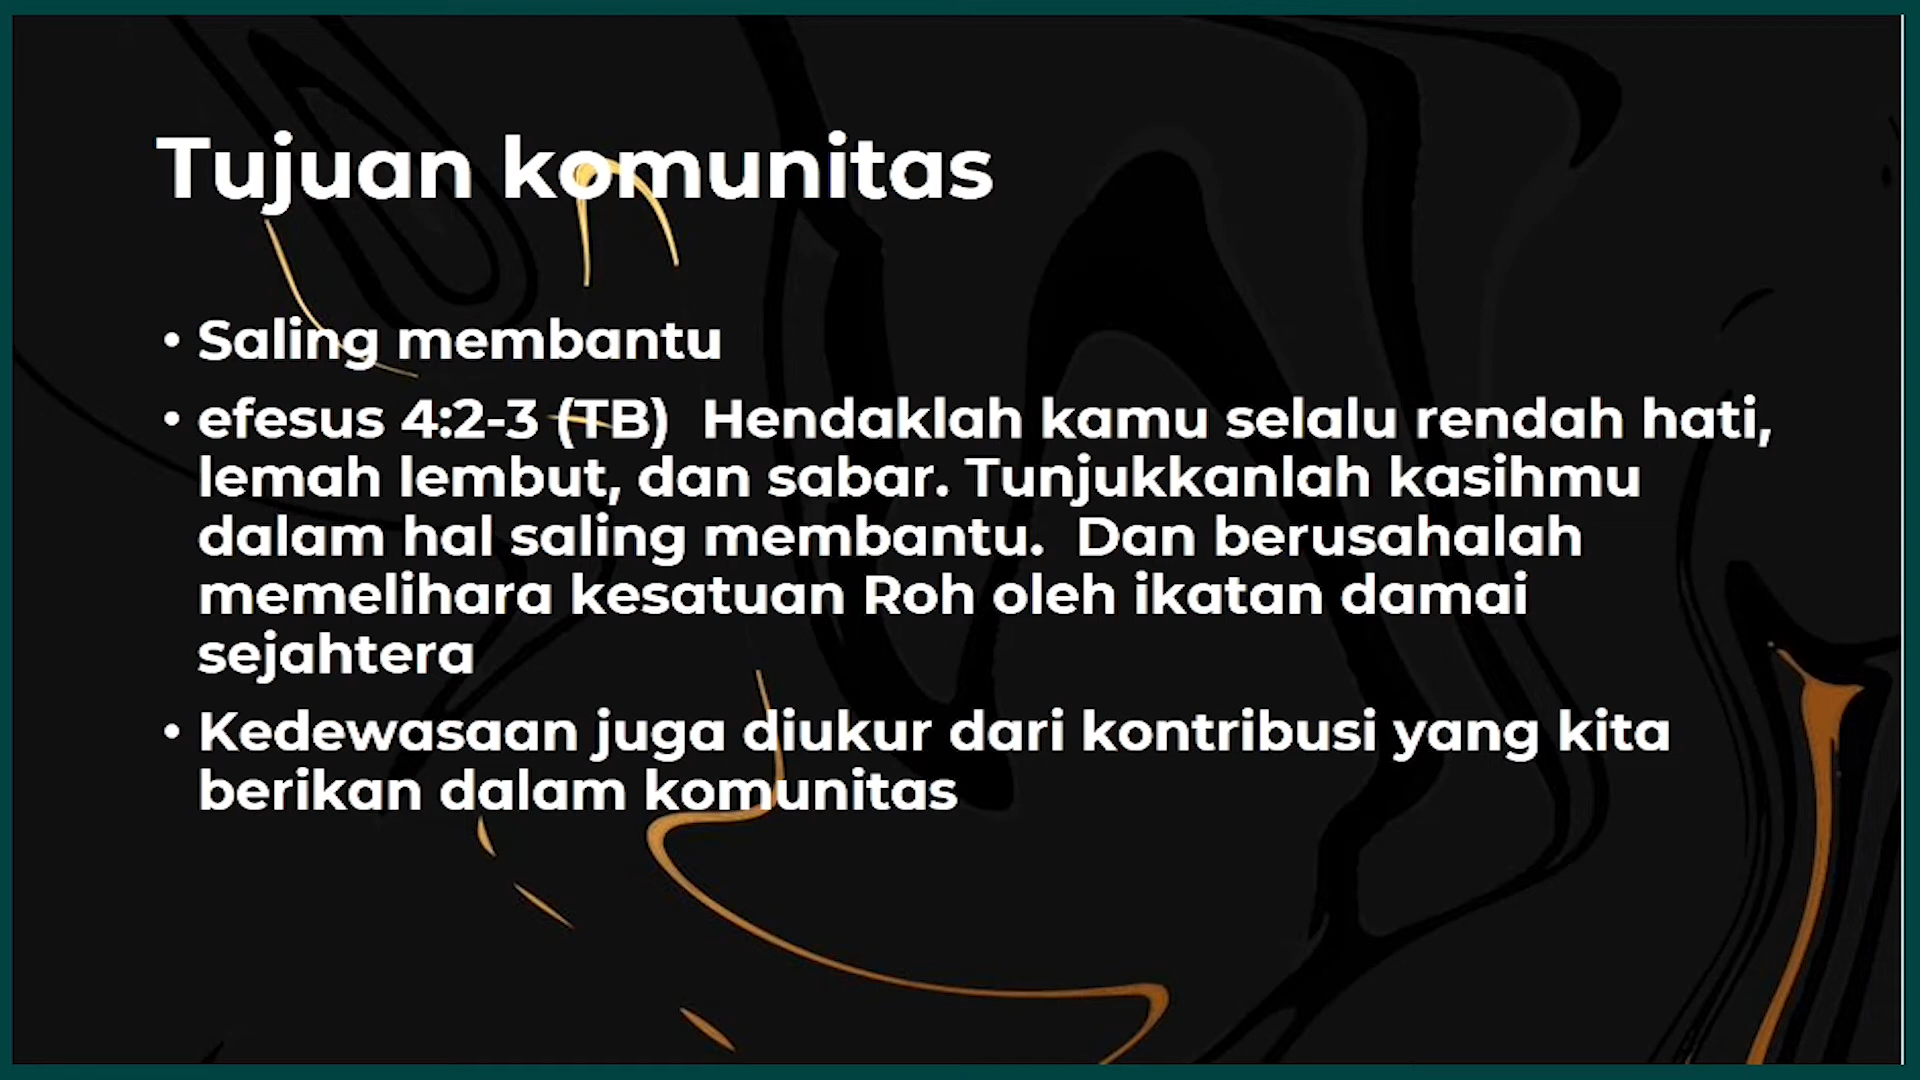 Tujuan komunitas
• Saling membantu
• efesus 4:2-3 (TB)  Hendaklah kamu selalu rendah hati,
lemah lembut, dan sabar. Tunjukkanlah kasihmu
dalam hal saling membantu.  Dan berusahalah
memelihara kesatuan Roh oleh ikatan damai
sejahtera
• Kedewasaan juga diukur dari kontribusi yang kita
berikan dalam komunitas